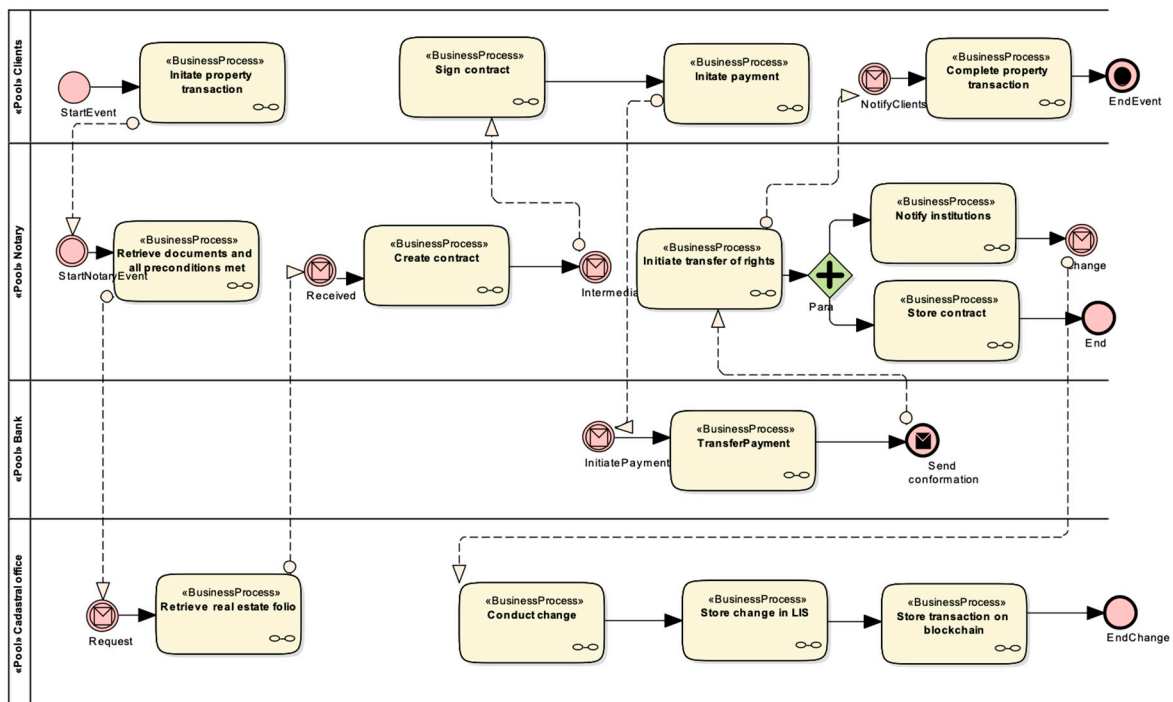 «Pool» Clients
StartEvent
«BusinessProcess»
Initate property
transaction
«BusinessProcess»
Sign contract
«BusinessProcess»
Initate payment
NotifyClients
«BusinessProcess»
Complete property
transaction
EndEvent
«Pool» Notary
StartNotaryEvent
«BusinessProcess»
Retrieve documents and
all preconditions met
Received
«BusinessProcess»
Create contract
Intermedia
«BusinessProcess»
Initiate transfer of rights
Para
«BusinessProcess»
Notify institutions
hange
«BusinessProcess»
Store contract
End
«Pool» Bank
InitiatePayment
«BusinessProcess»
TransferPayment
Send
conformation
«Pool» Cadadastral office
Request
«BusinessProcess»
Retrieve real estate folio
«BusinessProcess»
Conduct change
«BusinessProcess»
Store change in LIS
«BusinessProcess»
Store transaction on
blockchain
EndChange